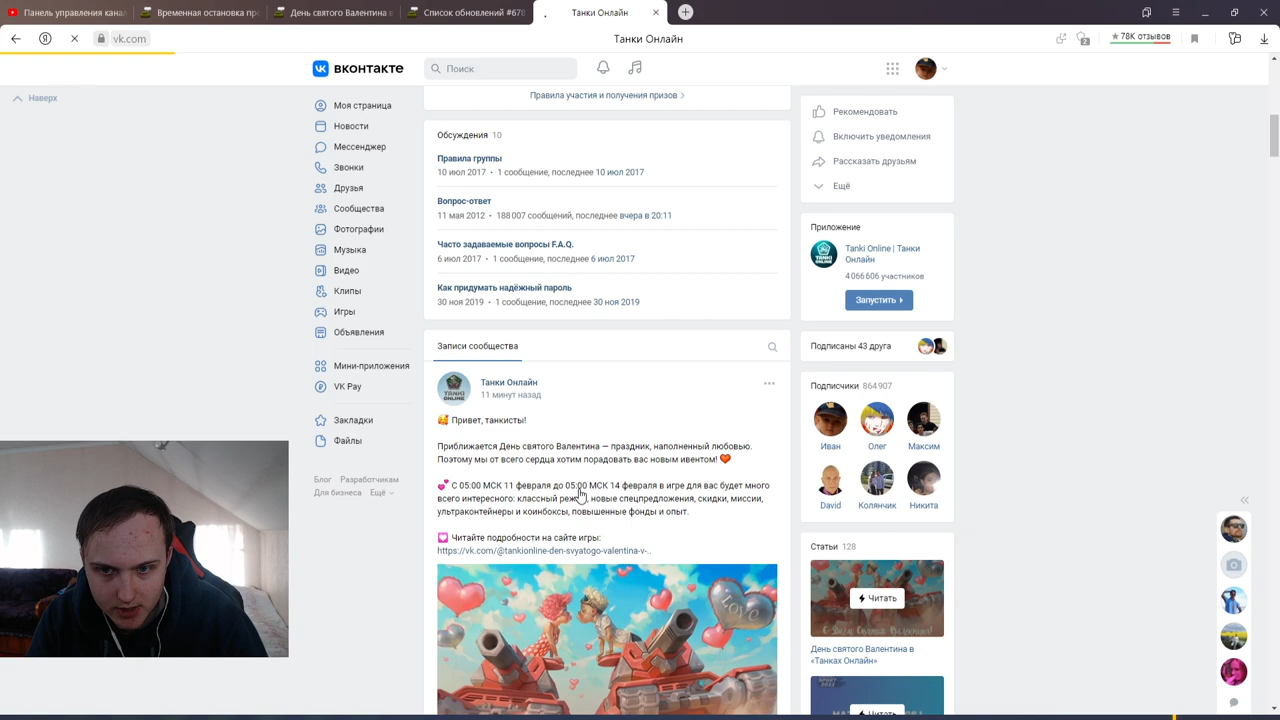 Панель управления кана
Временная остановка прс
День святого Валентина в
Список обновлений #678
Танки Онлайн
vk.com
Танки Онлайн
★ 78K отзывов
2
вконтакте
Поиск
Наверх
Моя страница
Новости
Мессенджер
Звонки
Друзья
Сообщества
Фотографии
Музыка
Видео
Клипы
Игры
Объявления
Мини-приложения
VK Pay
Закладки
Файлы
Блог Разработчикам
Для бизнеса Ещё
Правила участия и получения призов
Обсуждения 10
Правила группы
10 июл 2017 • 1 сообщение, последнее 10 июл 2017
Вопрос-ответ
11 мая 2012 • 188 007 сообщений, последнее вчера в 20:11
Часто задаваемые вопросы F.A.Q.
6 июл 2017 • 1 сообщение, последнее 6 июл 2017
Как придумать надёжный пароль
30 ноя 2019 • 1 сообщение, последнее 30 ноя 2019
Записи сообщества
Танки Онлайн
11 минут назад
Привет, танкисты!
Приближается День святого Валентина — праздник, наполненный любовью.
Поэтому мы от всего сердца хотим порадовать вас новым ивентом!
С 05:00 МСК 11 февраля до 05:00 МСК 14 февраля в игре для вас будет много
всего интересного: классный режим, новые спецпредложения, скидки, миссии,
ультраконтейнеры и коинбоксы, повышенные фонды и опыт.
Читайте подробности на сайте игры:
https://vk.com/@tankionline-den-svyatogo-valentina-v-..
LOVE
Рекомендовать
Включить уведомления
Рассказать друзьям
Ещё
Приложение
Tanki Online | Танки
Онлайн
4 066 606 участников
Запустить
Подписаны 43 друга
Подписчики 864 907
Иван
Олег
Максим
David
Колянчик
Никита
Статьи 128
Читать
С Днём Святого Валентина!
День святого Валентина в
«Танках Онлайн»
Читать